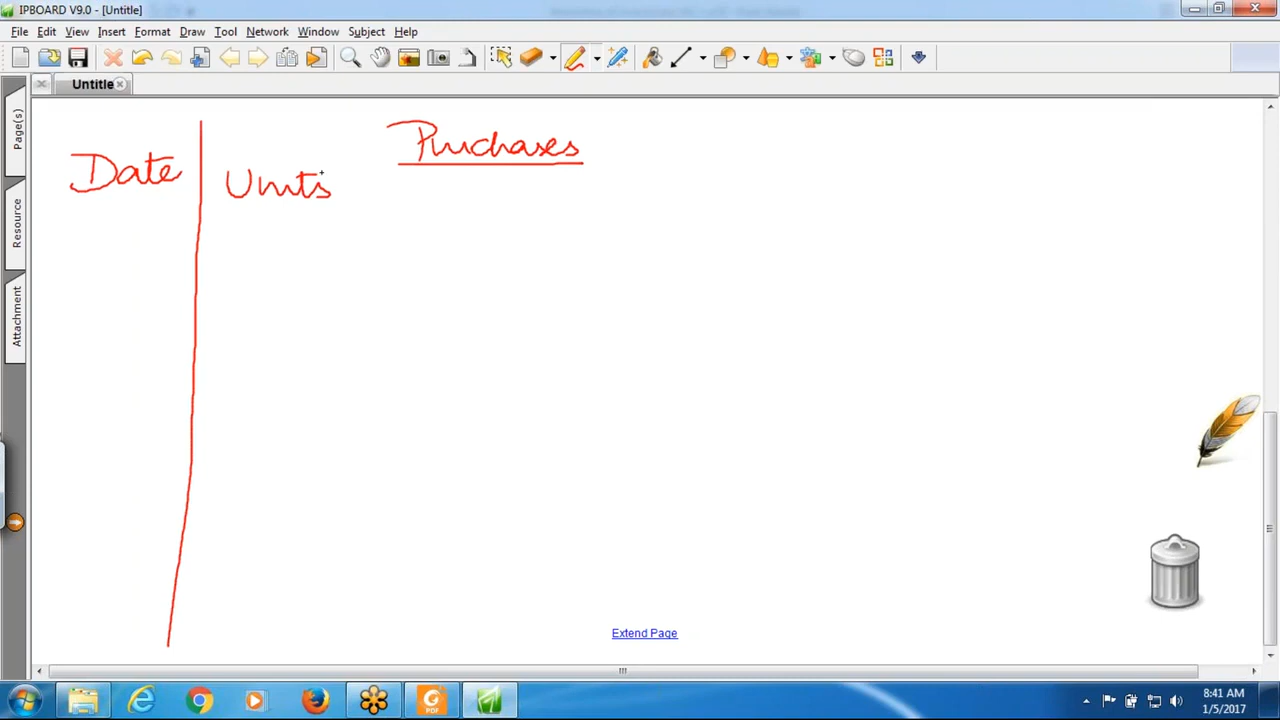 IPBOARD V9.0 - [Untitle]
File Edit View Insert Format Draw Tool Network Window Subject Help
Untitle
Page(s)
Resource
Attachment
Purchases
Date Units
Extend Page
PDF
8:41 AM
1/5/2017